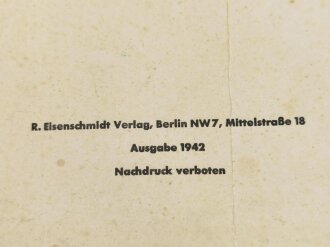 R. Eisenschmidt Verlag, Berlin NW7, Mittelstraße 18
Ausgabe 1942
Nachdruck verboten